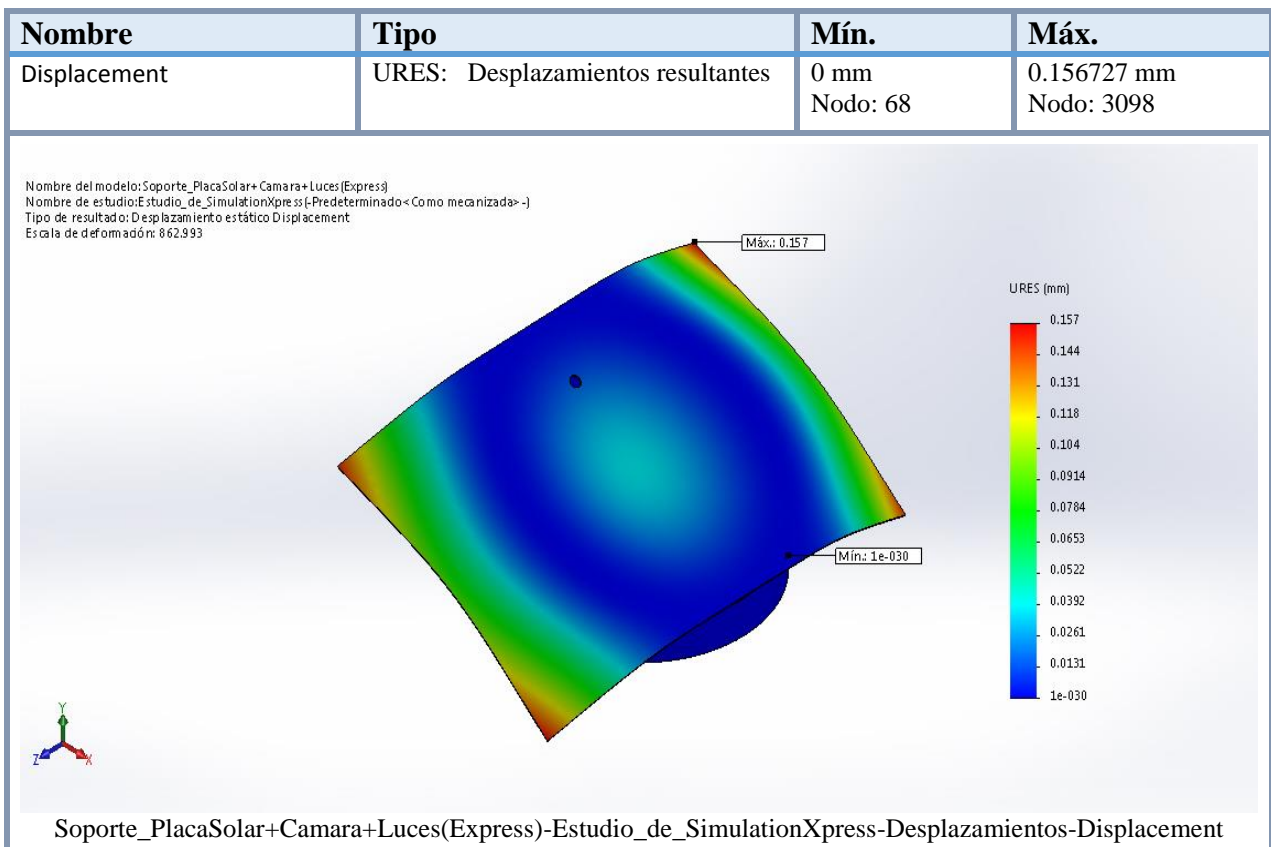 Nombre Tipo Mín. Máx.
Displacement URES: Desplazamientos resultantes 0 mm 0.156727 mm
Nodo: 68 Nodo: 3098
Nombre del modelo:Soporte_PlacaSolar+Camara+Luces(Express)
Nombre de estudio:Estudio_de_SimulationXpress(-Predeterminado<Como mecanizada>-)
Tipo de resultado: Desplazamiento estático Displacement
Escala de deformación: 862.993
Máx.: 0.157
URES (mm)
0.157
0.144
0.131
0.118
0.104
0.0914
0.0784
0.0653
0.0522
0.0392
0.0261
0.0131
1e-030
Mín.: 1e-030
Y
Z
X
Soporte_PlacaSolar+Camara+Luces(Express)-Estudio_de_SimulationXpress-Desplazamientos-Displacement